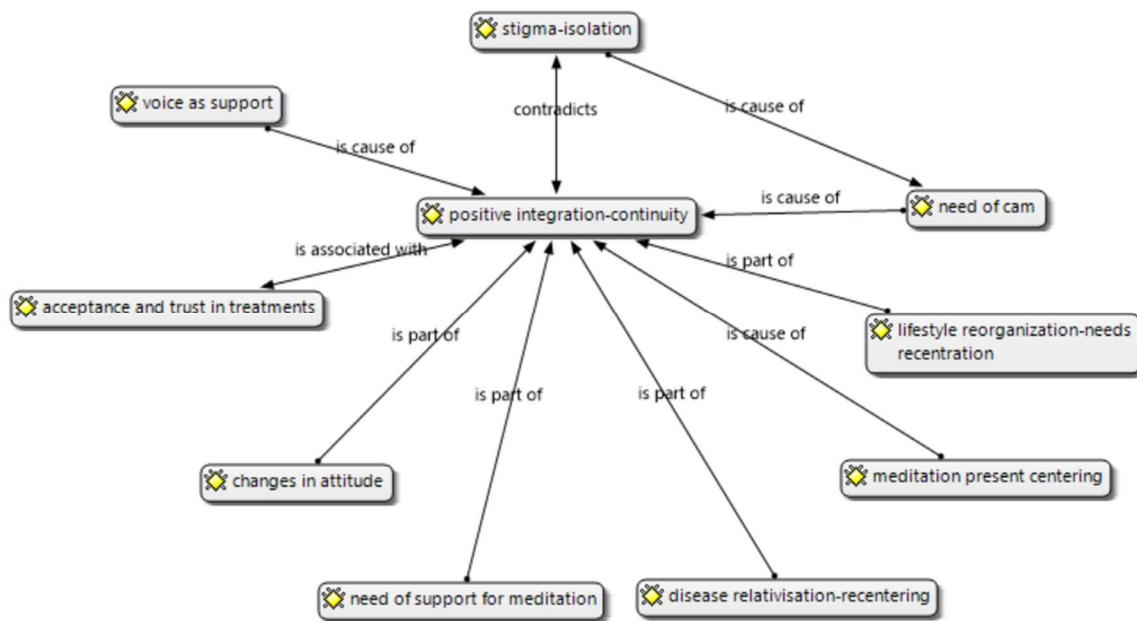 stigma-isolation
voice as support
contradicts
is cause of
is cause of
need of cam
is cause of
positive integration-continuity
is associated with
is part of
acceptance and trust in treatments
lifestyle reorganization-needs
recentration
is part of
is cause of
is part of
is part of
changes in attitude
meditation present centering
need of support for meditation
disease relativisation-recentering